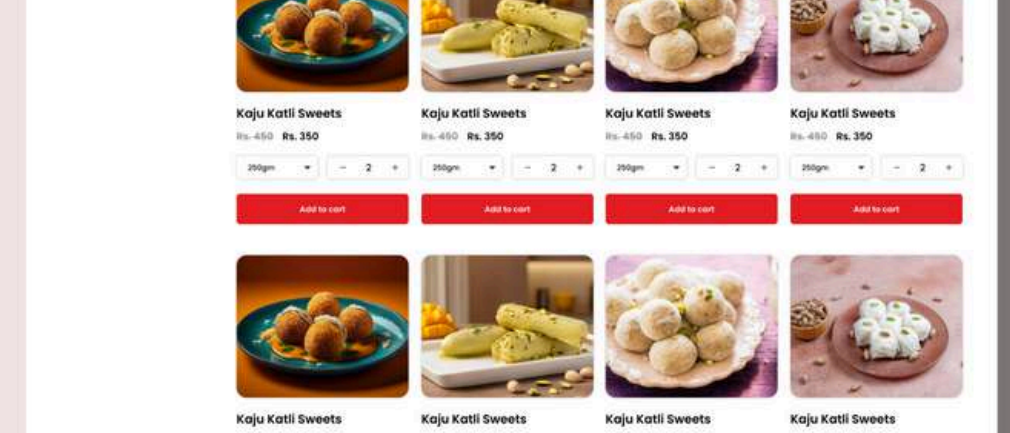 Kaju Katli Sweets Kaju Katli Sweets Kaju Katli Sweets Kaju Katli Sweets
Rs. 450 Rs. 350 Rs. 450 Rs. 350 Rs. 450 Rs. 350 Rs. 450 Rs. 350
250gm − 2 + 250gm − 2 + 250gm − 2 + 250gm − 2 +
Add to cart Add to cart Add to cart Add to cart
Kaju Katli Sweets Kaju Katli Sweets Kaju Katli Sweets Kaju Katli Sweets